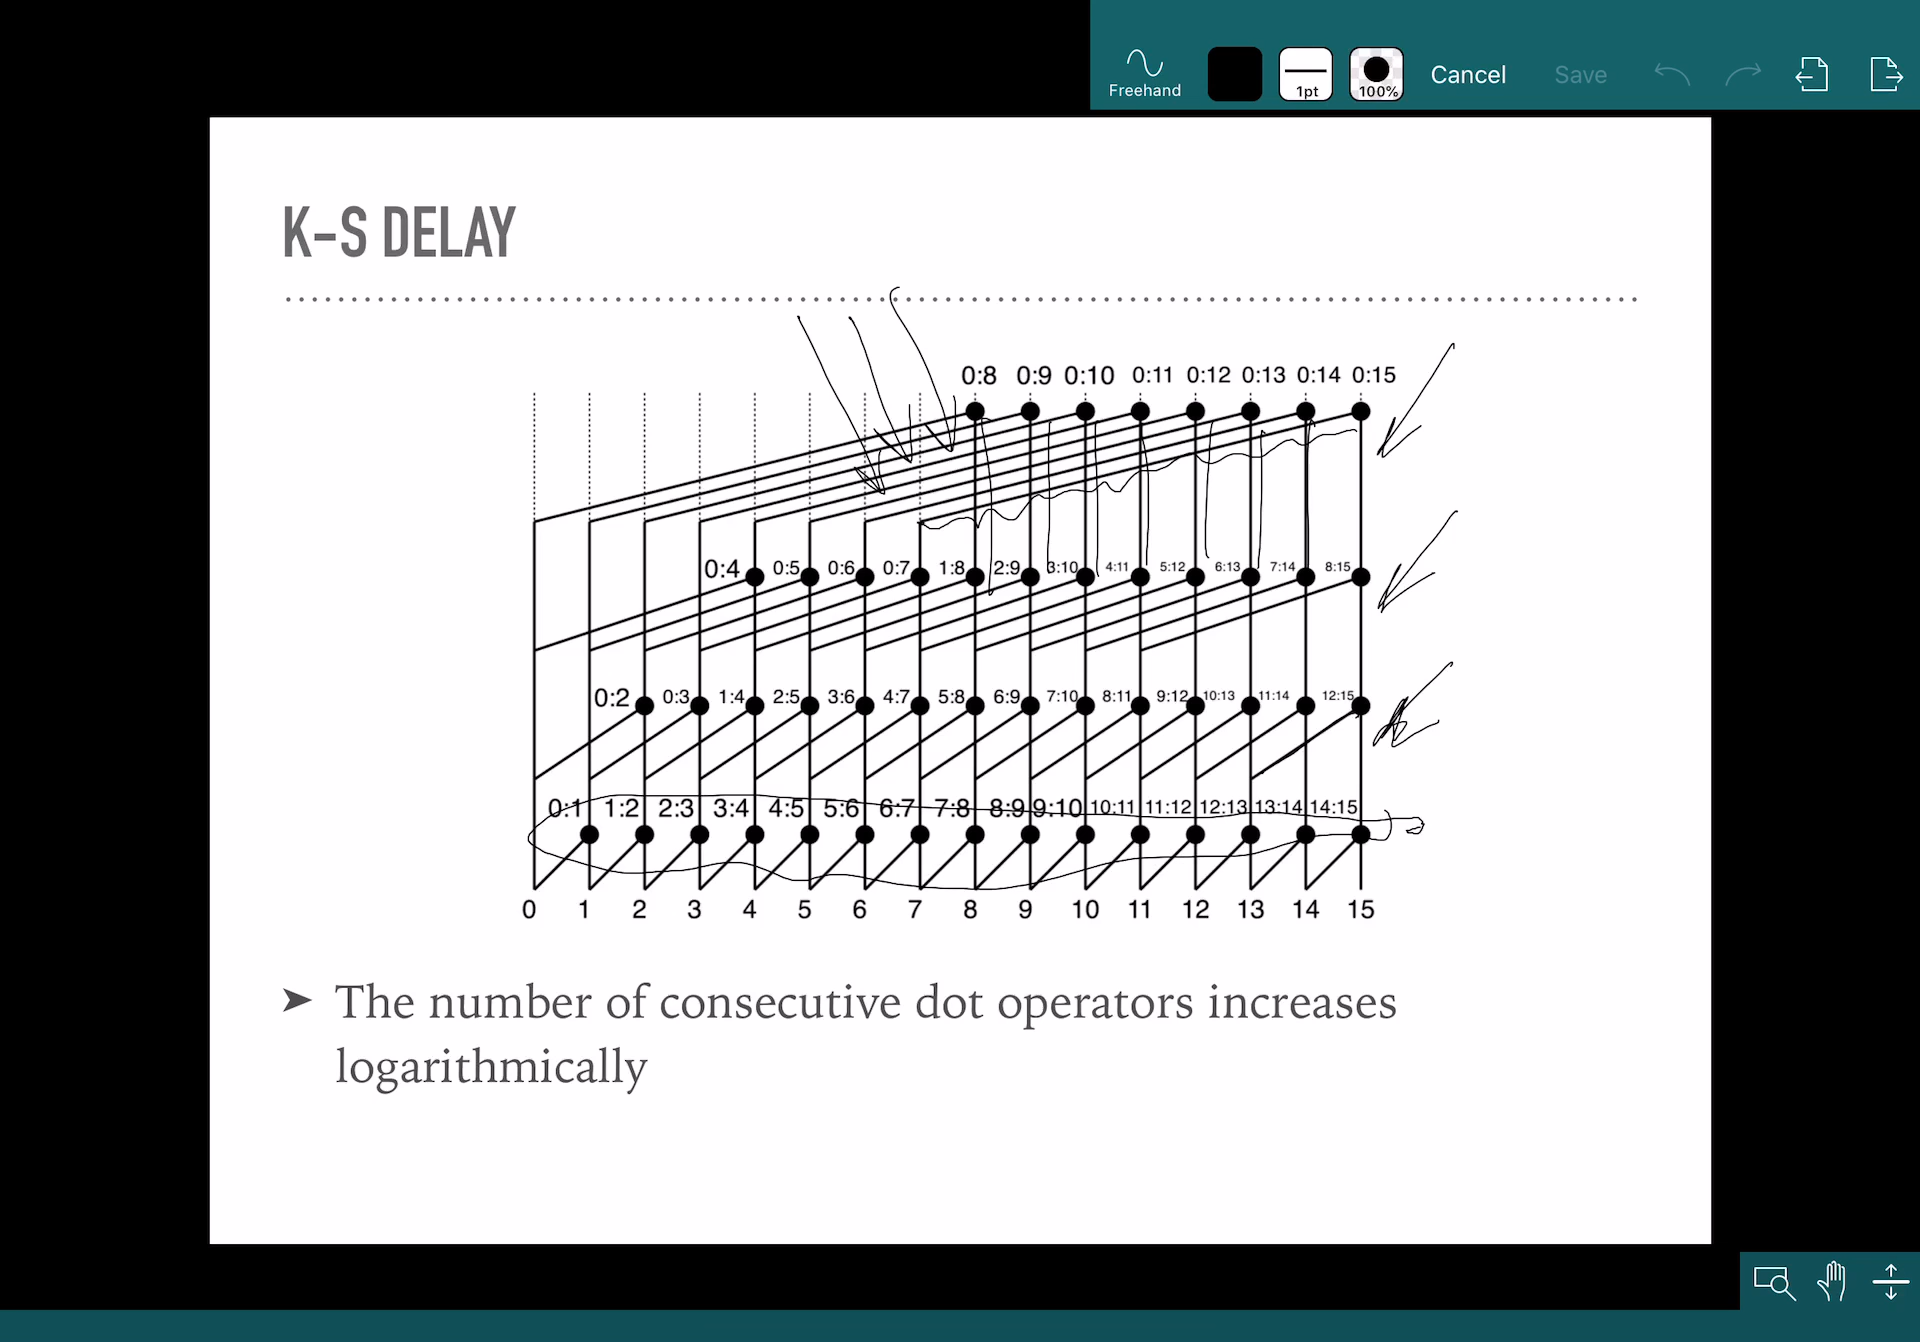 Freehand
1pt
100%
Cancel
Save
K-S DELAY
0:8 0:9 0:10 0:11 0:12 0:13 0:14 0:15
0:4 0:5 0:6 0:7 1:8 2:9 3:10 4:11 5:12 6:13 7:14 8:15
0:2 0:3 1:4 2:5 3:6 4:7 5:8 6:9 7:10 8:11 9:12 10:13 11:14 12:15
0:1 1:2 2:3 3:4 4:5 5:6 6:7 7:8 8:9 9:10 10:11 11:12 12:13 13:14 14:15
0 1 2 3 4 5 6 7 8 9 10 11 12 13 14 15
➤ The number of consecutive dot operators increases
logarithmically